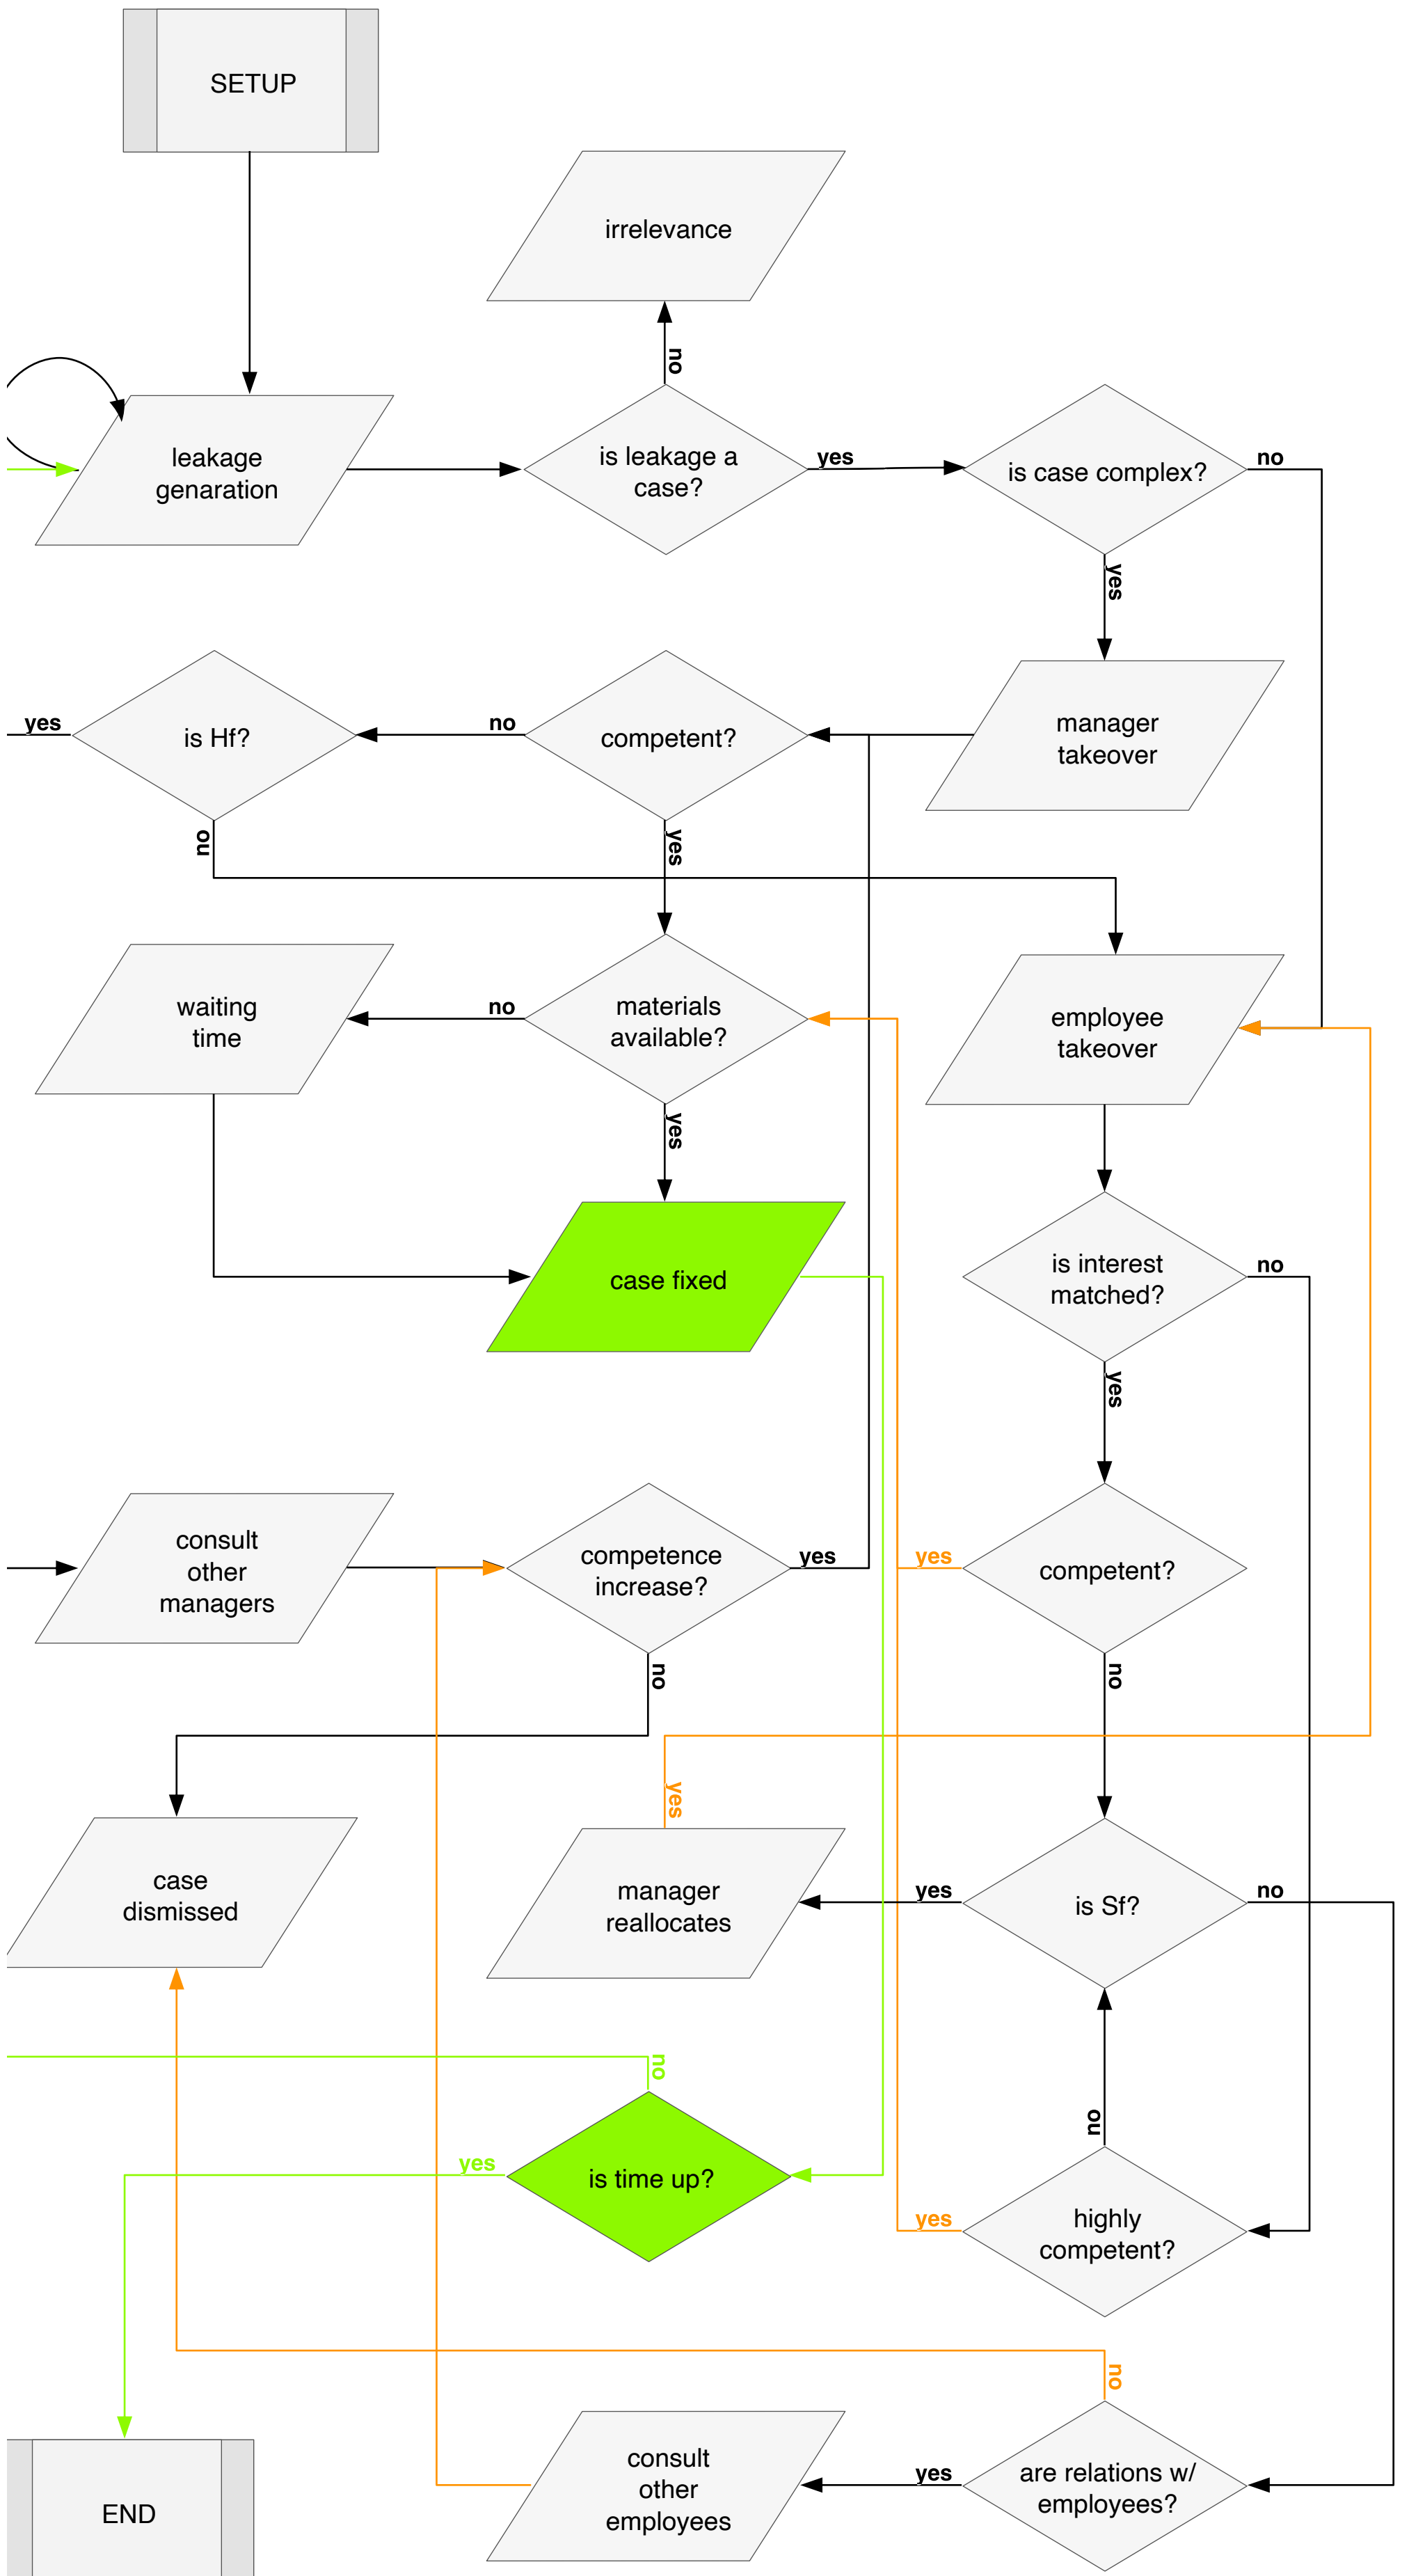 SETUP
irrelevance
no
leakage
genaration
is leakage a
case?
yes
is case complex?
no
yes
yes
is Hf?
no
competent?
manager
takeover
no
yes
waiting
time
no
materials
available?
employee
takeover
yes
case fixed
is interest
matched?
no
yes
consult
other
managers
competence
increase?
yes
yes
competent?
no
no
yes
case
dismissed
manager
reallocates
yes
is Sf?
no
no
no
yes
is time up?
yes
highly
competent?
no
consult
other
employees
yes
are relations w/
employees?
END